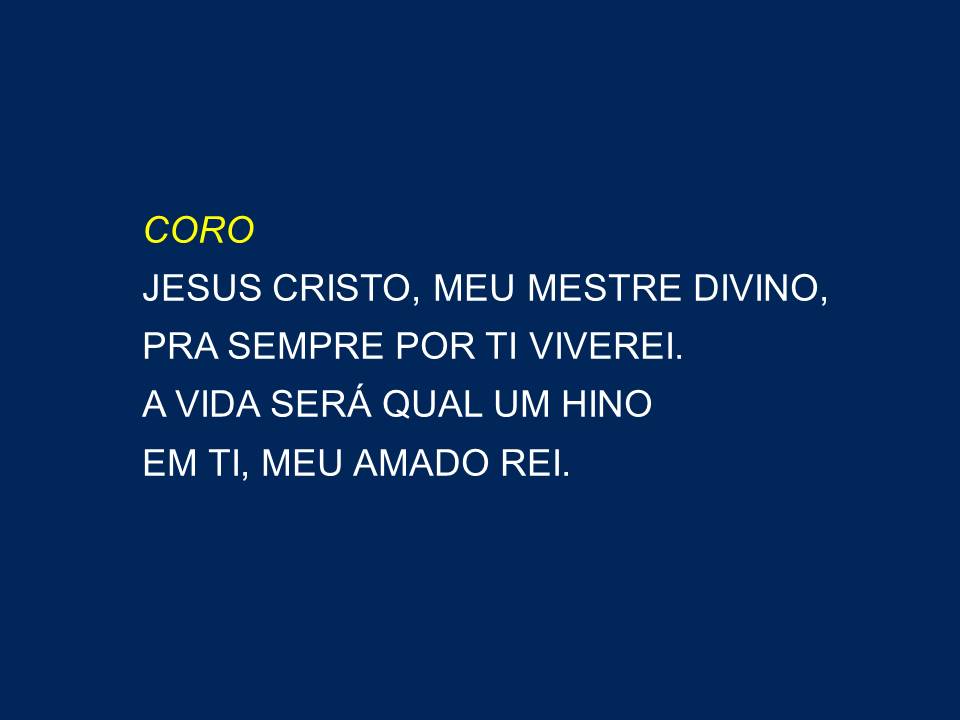 CORO
JESUS CRISTO, MEU MESTRE DIVINO,
PRA SEMPRE POR TI VIVEREI.
A VIDA SERÁ QUAL UM HINO
EM TI, MEU AMADO REI.